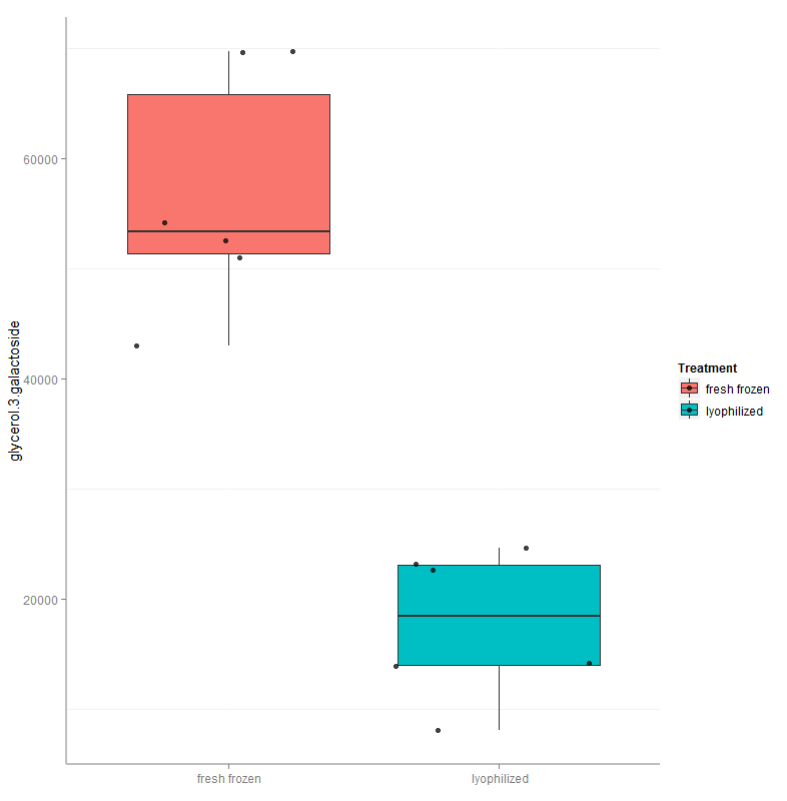 glycerol.3.galactoside
60000
40000
20000
fresh frozen
lyophilized
Treatment
fresh frozen
lyophilized